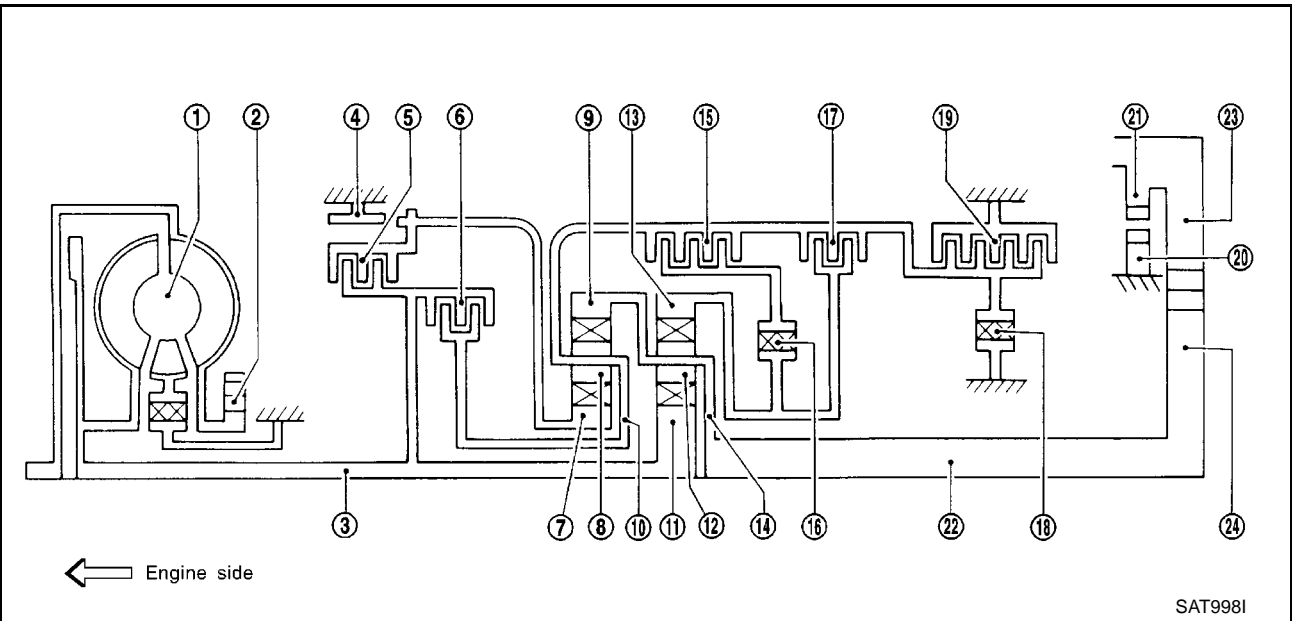 ① ② ④ ⑤ ⑥ ⑨ ⑬ ⑮ ⑰ ⑲ ㉑ ㉓
⑳
③ ⑦ ⑧ ⑩ ⑪ ⑫ ⑭ ⑯ ㉒ ⑱ ㉔
Engine side
SAT998I